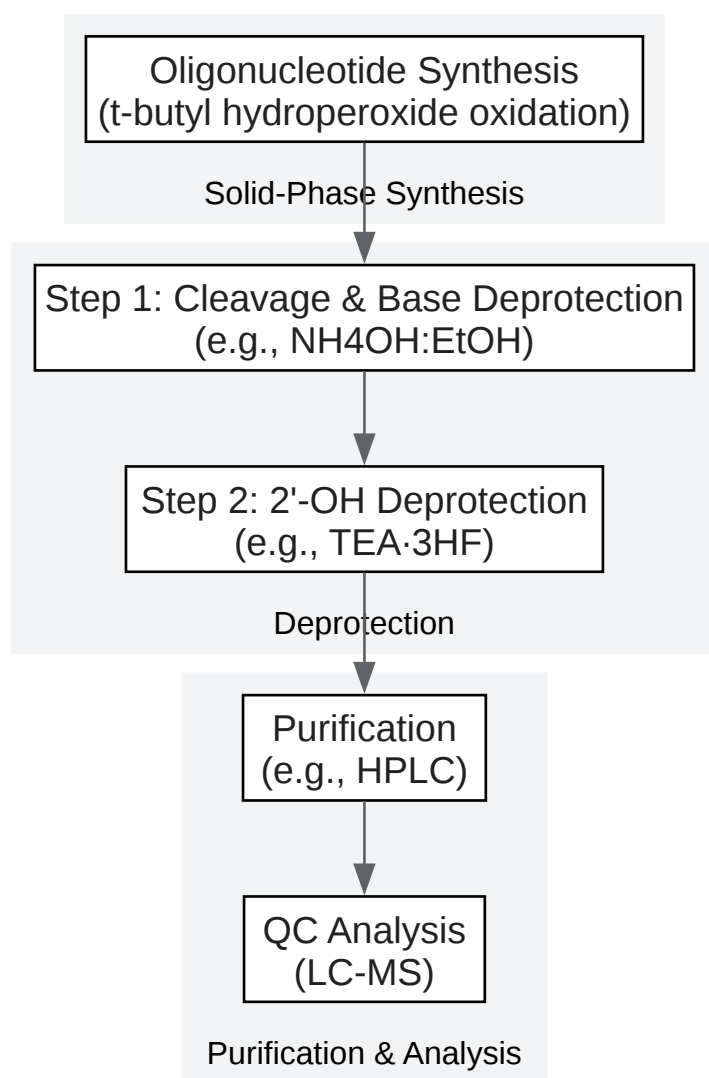 Oligonucleotide Synthesis
(t-butyl hydroperoxide oxidation)
Solid-Phase Synthesis
Step 1: Cleavage & Base Deprotection
(e.g., NH4OH:EtOH)
Step 2: 2'-OH Deprotection
(e.g., TEA·3HF)
Deprotection
Purification
(e.g., HPLC)
QC Analysis
(LC-MS)
Purification & Analysis